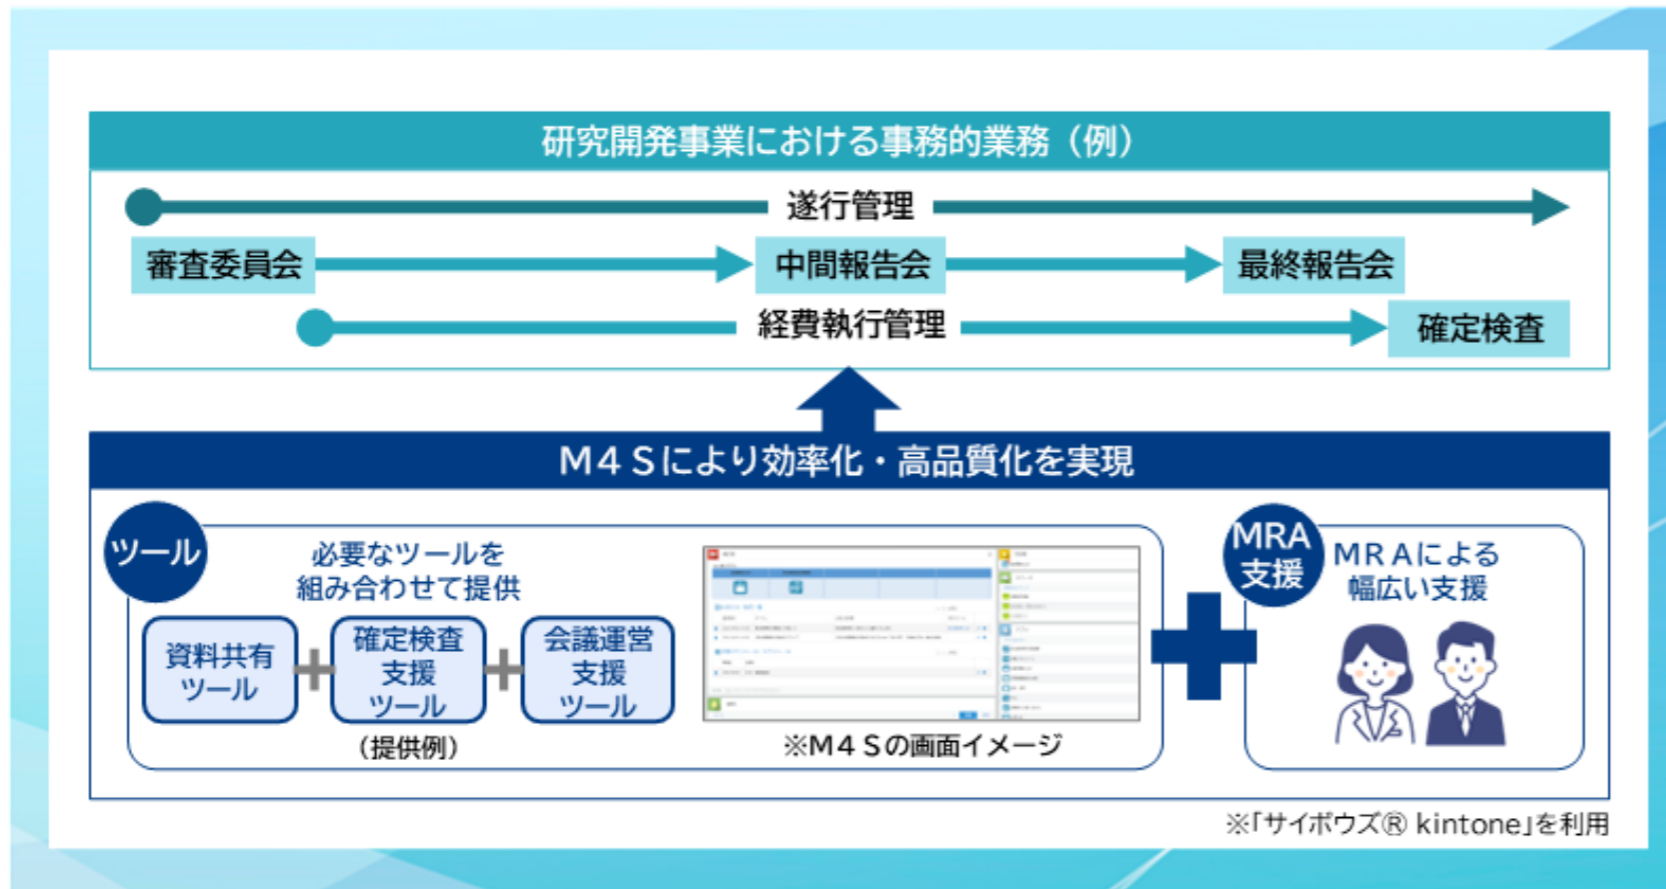 研究開発事業における事務的業務（例）
遂行管理
審査委員会
中間報告会
最終報告会
経費執行管理
確定検査
M4Sにより効率化・高品質化を実現
ツール
必要なツールを
組み合わせて提供
資料共有
ツール
+
確定検査
支援
ツール
+
会議運営
支援
ツール
（提供例）
※M4Sの画面イメージ
MRA
支援
MRAによる
幅広い支援
※「サイボウズ® kintone」を利用